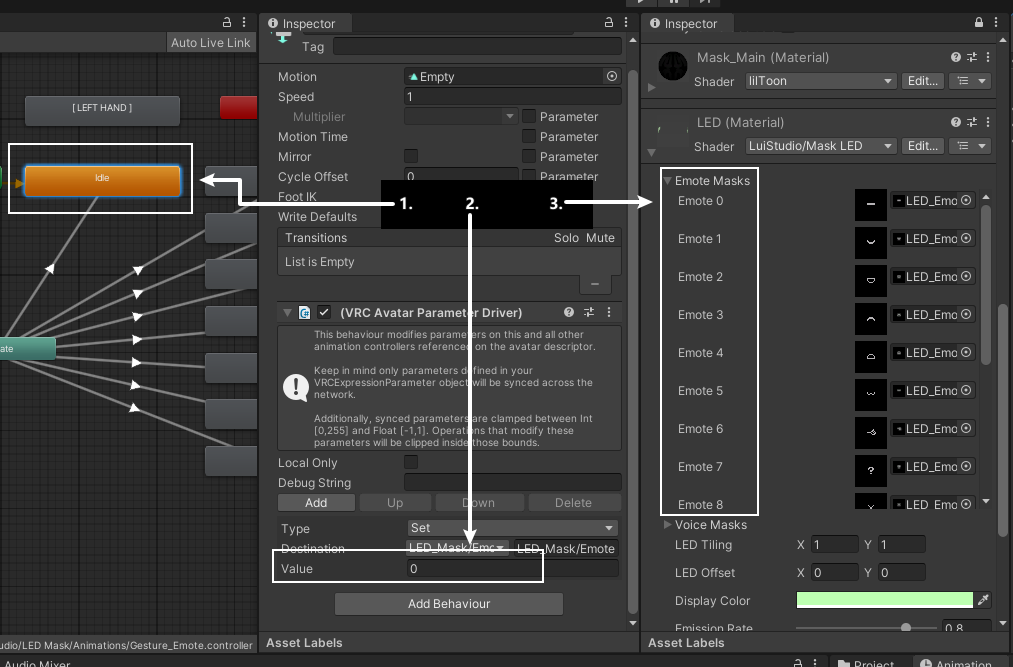 Auto Live Link
[ LEFT HAND ]
Idle
ate
udio/LED Mask/Animations/Gesture_Emote.controller
Audio Mixer
Inspector
Tag
Motion
Empty
Speed
1
Multiplier
Parameter
Motion Time
Parameter
Mirror
Parameter
Cycle Offset
0
Parameter
Foot IK
Write Defaults
1.
2.
3.
Transitions
Solo
Mute
List is Empty
(VRC Avatar Parameter Driver)
This behaviour modifies parameters on this and all other
animation controllers referenced on the avatar descriptor.
Keep in mind only parameters defined in your
VRCExpressionParameter object will be synced across the
network.
Additionally, synced parameters are clamped between Int
[0,255] and Float [-1,1]. Operations that modify these
parameters will be clipped inside those bounds.
Local Only
Debug String
Add
Up
Down
Delete
Type
Set
Destination
LED_Mask/Emc
LED_Mask/Emote
Value
0
Add Behaviour
Asset Labels
Inspector
Mask_Main (Material)
Shader
lilToon
Edit...
LED (Material)
Shader
LuiStudio/Mask LED
Edit...
Emote Masks
Emote 0
LED_Emo
Emote 1
LED_Emo
Emote 2
LED_Emo
Emote 3
LED_Emo
Emote 4
LED_Emo
Emote 5
LED_Emo
Emote 6
LED_Emo
Emote 7
LED_Emo
Emote 8
LED_Emo
Voice Masks
LED Tiling
X 1
Y 1
LED Offset
X 0
Y 0
Display Color
Emission Rate
0.8
Asset Labels
Project
Animation